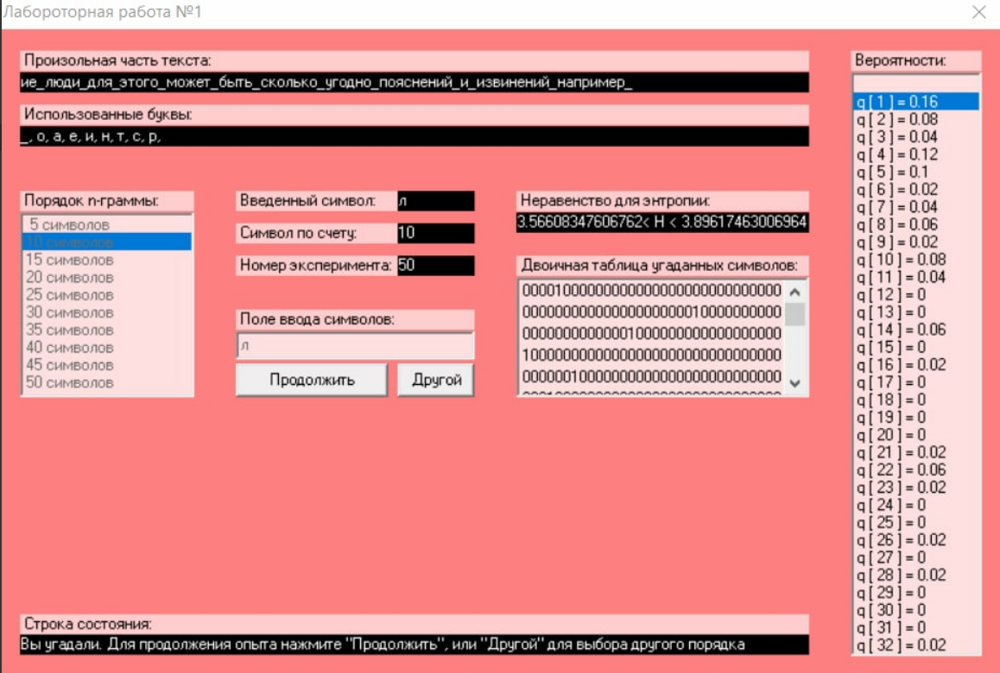 Лабороторная работа №1
Произольная часть текста:
ие_люди_для_этого_может_быть_сколько_угодно_пояснений_и_извинений_например_
Использованные буквы:
_, о, а, е, и, н, т, с, р,
Порядок n-граммы:
5 символов
10 символов
15 символов
20 символов
25 символов
30 символов
35 символов
40 символов
45 символов
50 символов
Введенный символ: л
Символ по счету: 10
Номер эксперимента: 50
Поле ввода символов:
л
Продолжить
Другой
Неравенство для энтропии:
3.56608347606762< H < 3.89617463006964
Двоичная таблица угаданных символов:
00001000000000000000000000000000
00000000000000000000010000000000
00000000000001000000000000000000
10000000000000000000000000000000
00000010000000000000000000000000
Вероятности:
q [ 1 ] = 0.16
q [ 2 ] = 0.08
q [ 3 ] = 0.04
q [ 4 ] = 0.12
q [ 5 ] = 0.1
q [ 6 ] = 0.02
q [ 7 ] = 0.04
q [ 8 ] = 0.06
q [ 9 ] = 0.02
q [ 10 ] = 0.08
q [ 11 ] = 0.04
q [ 12 ] = 0
q [ 13 ] = 0
q [ 14 ] = 0.06
q [ 15 ] = 0
q [ 16 ] = 0.02
q [ 17 ] = 0
q [ 18 ] = 0
q [ 19 ] = 0
q [ 20 ] = 0
q [ 21 ] = 0.02
q [ 22 ] = 0.06
q [ 23 ] = 0.02
q [ 24 ] = 0
q [ 25 ] = 0
q [ 26 ] = 0.02
q [ 27 ] = 0
q [ 28 ] = 0.02
q [ 29 ] = 0
q [ 30 ] = 0
q [ 31 ] = 0
q [ 32 ] = 0.02
Строка состояния:
Вы угадали. Для продолжения опыта нажмите "Продолжить", или "Другой" для выбора другого порядка